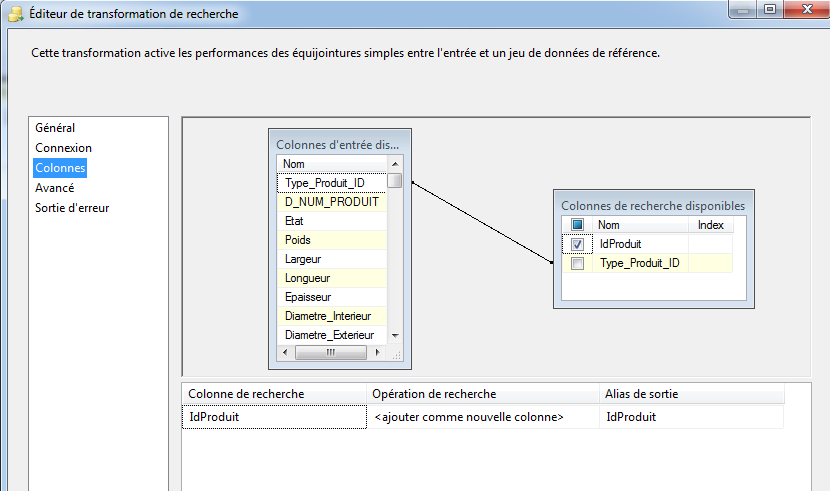 Éditeur de transformation de recherche
Cette transformation active les performances des équijointures simples entre l'entrée et un jeu de données de référence.
Général
Connexion
Colonnes
Avancé
Sortie d'erreur
Colonnes d'entrée dis...
Nom
Type_Produit_ID
D_NUM_PRODUIT
Etat
Poids
Largeur
Longueur
Epaisseur
Diametre_Interieur
Diametre_Exterieur
Colonnes de recherche disponibles
Nom Index
IdProduit
Type_Produit_ID
Colonne de recherche Opération de recherche Alias de sortie
IdProduit <ajouter comme nouvelle colonne> IdProduit